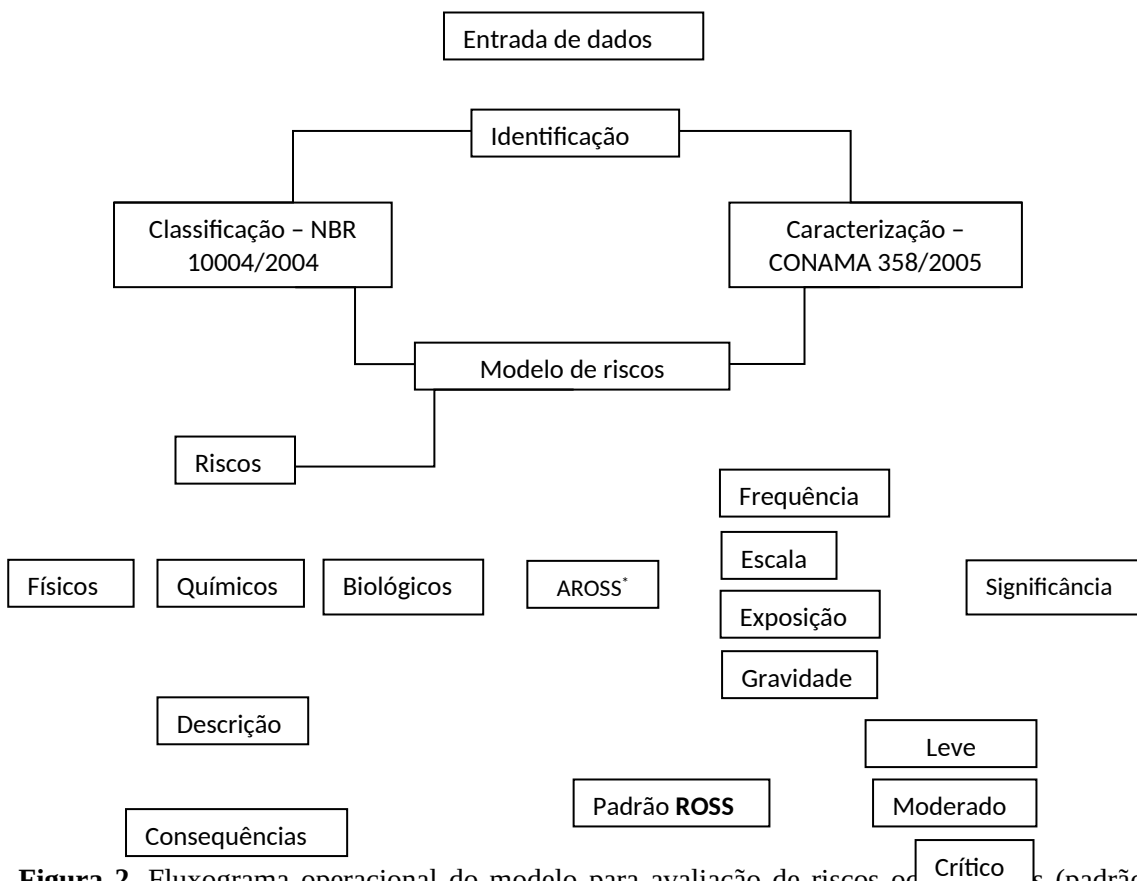 Entrada de dados
Identificação
Classificação – NBR
10004/2004
Caracterização –
CONAMA 358/2005
Modelo de riscos
Riscos
Frequência
Escala
Físicos
Químicos
Biológicos
AROSS*
Significância
Exposição
Gravidade
Descrição
Leve
Padrão ROSS
Moderado
Consequências
Crítico
Figura 2. Fluxograma operacional do modelo para avaliação de riscos (padrão